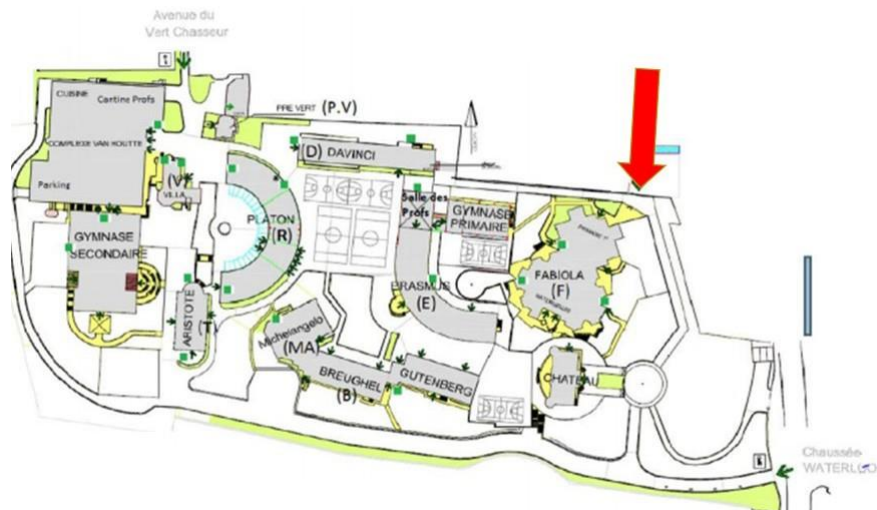 Avenue du
Vert Chasseur
CUISINE
Cantine Profs
PRE VERT (P.V)
COMPLEXE VAN HOUTTE
(D) DAVINCI
Parking
(V)
VILLA
Salle des
Profs
GYMNASE
PRIMAIRE
PLATON
(R)
GYMNASE
SECONDAIRE
FABIOLA
(F)
MATERNELLE
ERASMUS
(E)
ARISTOTE
(T)
Michelangelo
(MA)
BREUGHEL
(B)
GUTENBERG
CHATEAU
Chaussée
WATERLOO